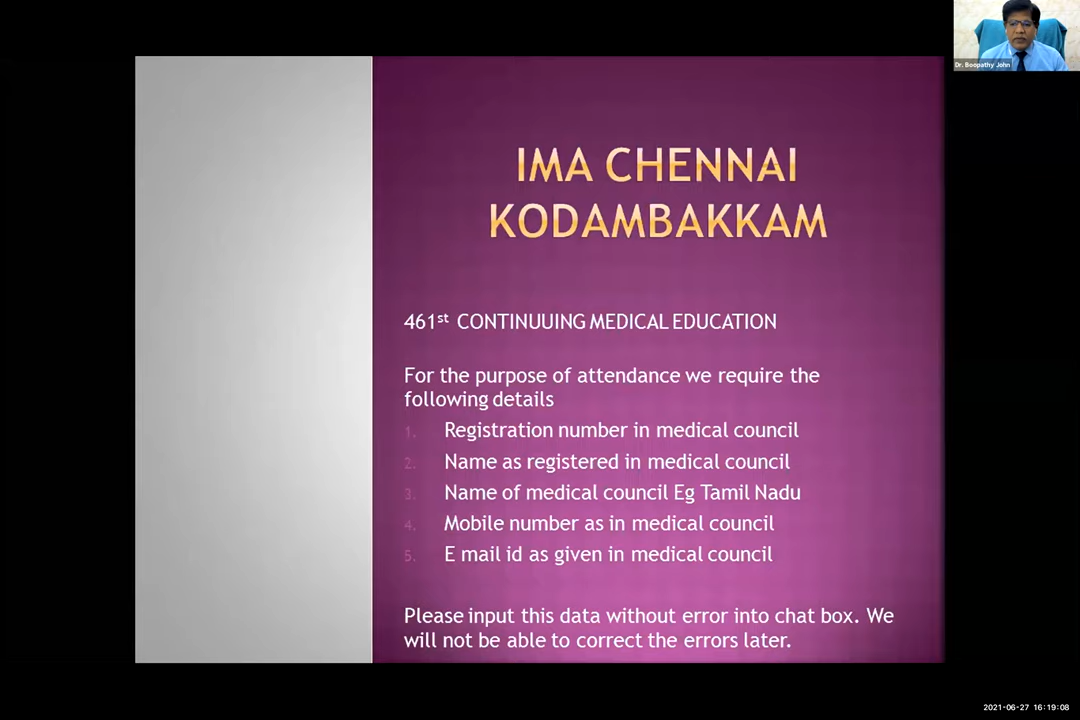 Dr. Boopathy John
IMA CHENNAI
KODAMBAKKAM
461st CONTINUUING MEDICAL EDUCATION
For the purpose of attendance we require the
following details
1. Registration number in medical council
2. Name as registered in medical council
3. Name of medical council Eg Tamil Nadu
4. Mobile number as in medical council
5. E mail id as given in medical council
Please input this data without error into chat box. We
will not be able to correct the errors later.
2021-06-27 16:19:08